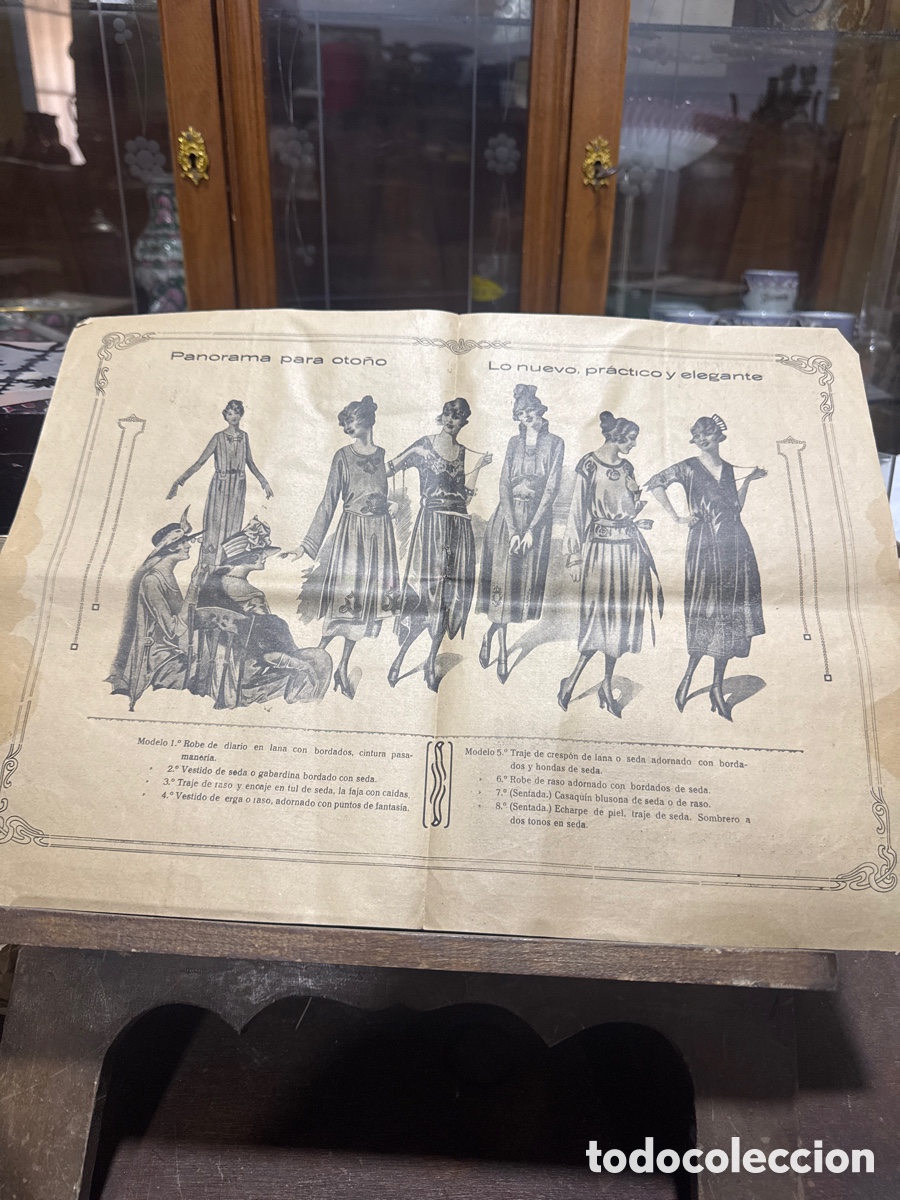 Panorama para otoño
Lo nuevo, práctico y elegante
Modelo 1.º Robe de diario en lana con bordados, cintura pasa-
manería.
» 2.º Vestido de seda o gabardina bordado con seda.
» 3.º Traje de raso y encaje en tul de seda, la faja con caídas.
» 4.º Vestido de erga o raso, adornado con puntos de fantasía.
Modelo 5.º Traje de crespón de lana o seda adornado con borda-
dos y hondas de seda.
» 6.º Robe de raso adornado con bordados de seda.
» 7.º (Sentada.) Casaquín blusona de seda o de raso.
» 8.º (Sentada.) Echarpe de piel, traje de seda. Sombrero a
dos tonos en seda.
todocoleccion